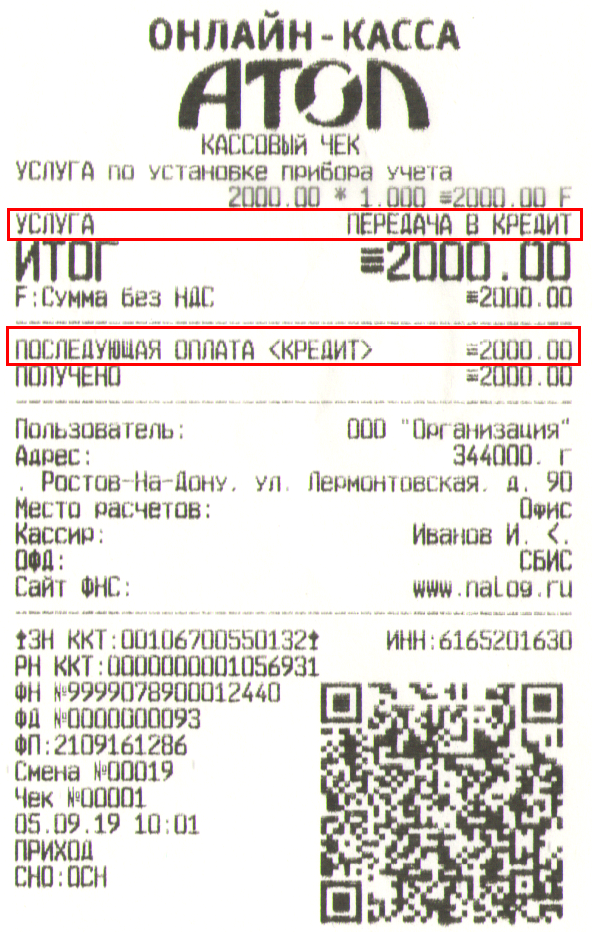 ОНЛАЙН-КАССА
АТОЛ
КАССОВЫЙ ЧЕК
УСЛУГА по установке прибора учета
2000.00 * 1.000 ≡2000.00 F
УСЛУГА ПЕРЕДАЧА В КРЕДИТ
ИТОГ ≡2000.00
F:Сумма без НДС ≡2000.00
ПОСЛЕДУЮЩАЯ ОПЛАТА <КРЕДИТ> ≡2000.00
ПОЛУЧЕНО ≡2000.00
Пользователь: ООО "Организация"
Адрес: 344000, г
. Ростов-На-Дону, ул. Лермонтовская, д. 90
Место расчетов: Офис
Кассир: Иванов И. <.
ОФД: СБИС
Сайт ФНС: www.nalog.ru
ЗН ККТ:00106700550132 ИНН:6165201630
РН ККТ:0000000001056931
ФН №9999078900012440
ФД №0000000093
ФП:2109161286
Смена №00019
Чек №00001
05.09.19 10:01
ПРИХОД
СНО:ОСН